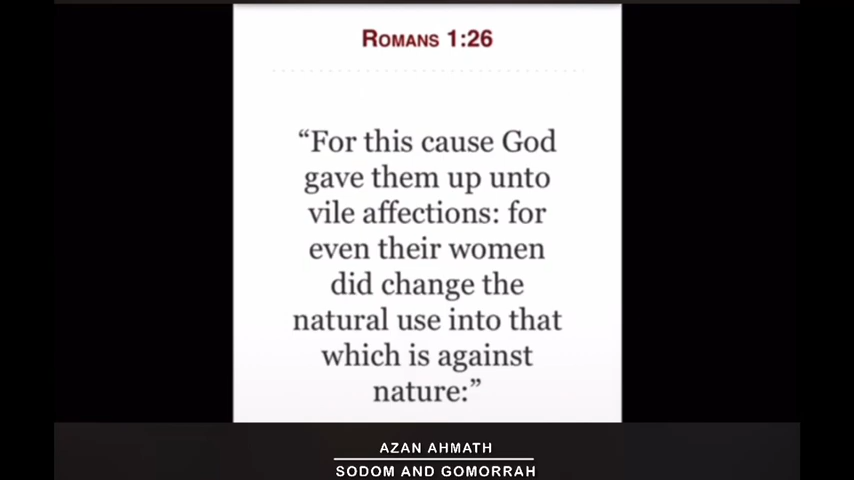 ROMANS 1:26
“For this cause God
gave them up unto
vile affections: for
even their women
did change the
natural use into that
which is against
nature:”
AZAN AHMATH
SODOM AND GOMORRAH